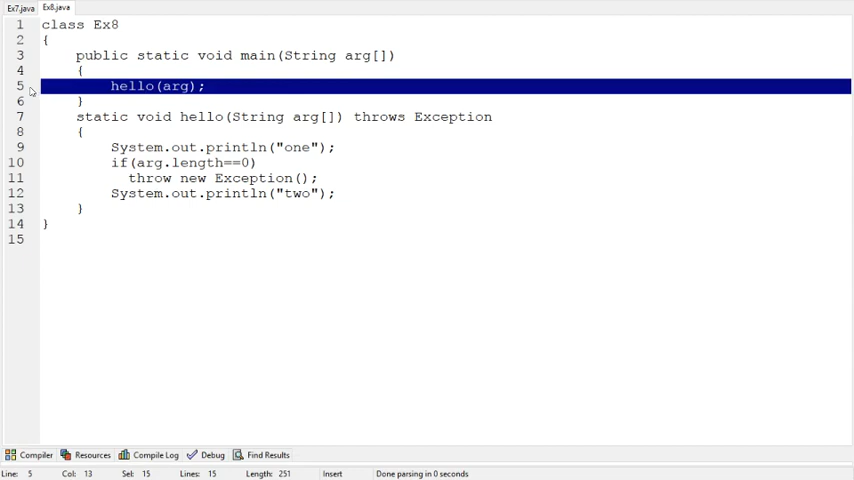 Ex7.java Ex8.java
1 class Ex8
2 {
3 public static void main(String arg[])
4 {
5 hello(arg);
6 }
7 static void hello(String arg[]) throws Exception
8 {
9 System.out.println("one");
10 if(arg.length==0)
11 throw new Exception();
12 System.out.println("two");
13 }
14 }
15
Compiler Resources Compile Log Debug Find Results
Line: 5 Col: 13 Sel: 15 Lines: 15 Length: 251 Insert Done parsing in 0 seconds